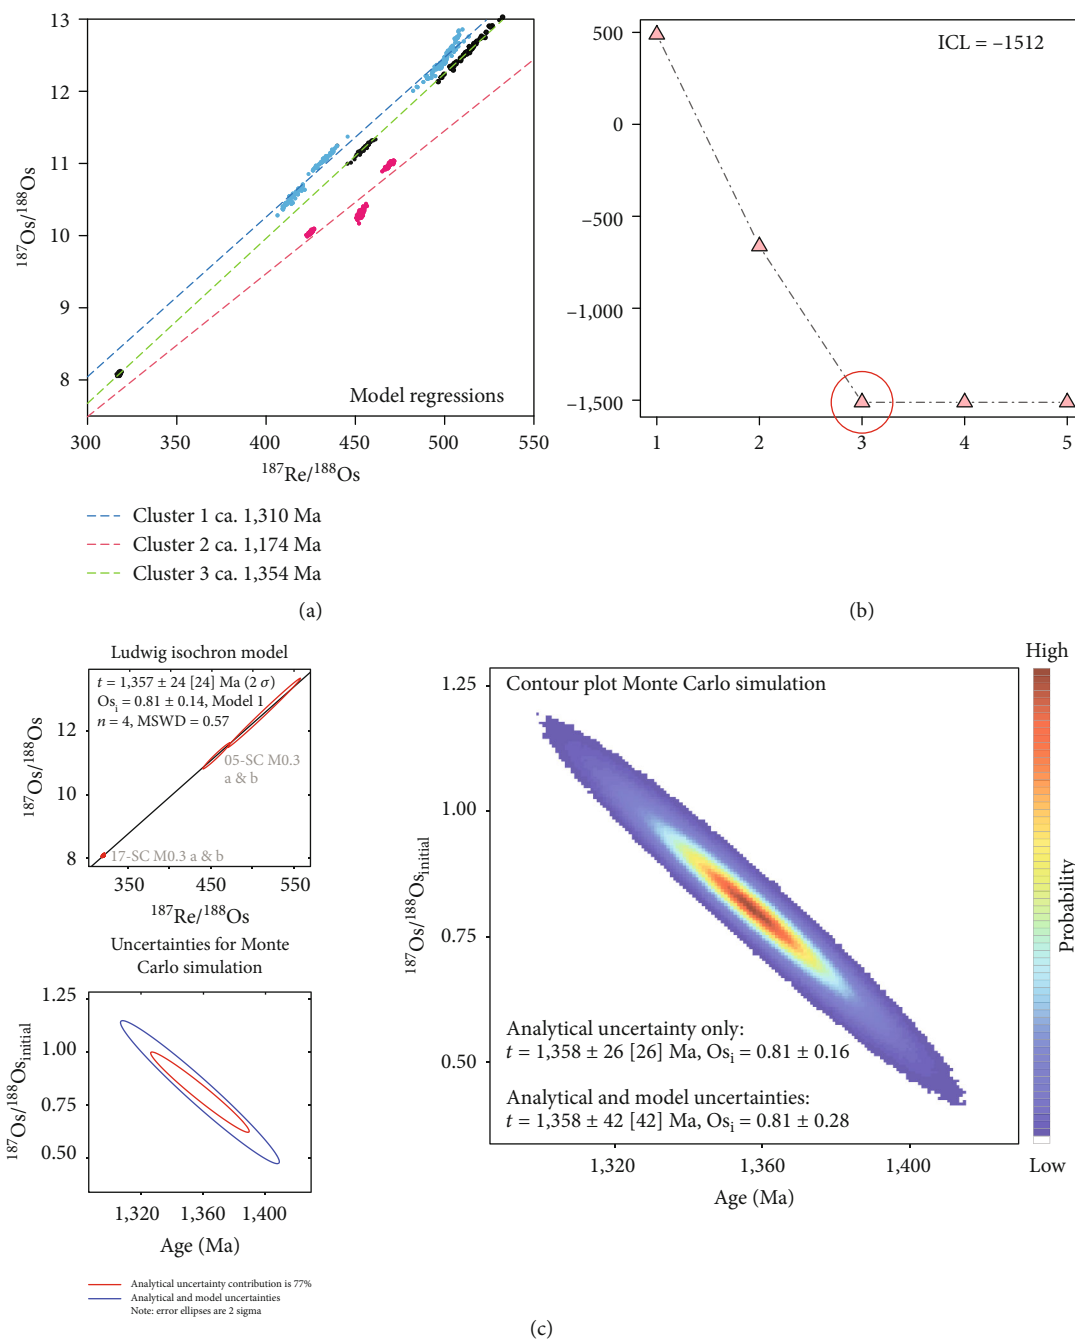 13
12
11
10
9
8
300
350
400
450
500
550
187Os/188Os
187Re/188Os
Model regressions
Cluster 1 ca. 1,310 Ma
Cluster 2 ca. 1,174 Ma
Cluster 3 ca. 1,354 Ma
(a)
500
0
−500
−1,000
−1,500
1
2
3
4
5
ICL = −1512
(b)
Ludwig isochron model
t = 1,357 ± 24 [24] Ma (2 σ)
Osi = 0.81 ± 0.14, Model 1
n = 4, MSWD = 0.57
05-SC M0.3
a & b
17-SC M0.3 a & b
12
10
8
350
450
550
187Os/188Os
187Re/188Os
Uncertainties for Monte
Carlo simulation
1.25
1.00
0.75
0.50
1,320
1,360
1,400
187Os/188Osinitial
Age (Ma)
Analytical uncertainty contribution is 77%
Analytical and model uncertainties
Note: error ellipses are 2 sigma
Contour plot Monte Carlo simulation
1.25
1.00
0.75
0.50
187Os/188Osinitial
Analytical uncertainty only:
t = 1,358 ± 26 [26] Ma, Osi = 0.81 ± 0.16
Analytical and model uncertainties:
t = 1,358 ± 42 [42] Ma, Osi = 0.81 ± 0.28
1,320
1,360
1,400
Age (Ma)
High
Probability
Low
(c)